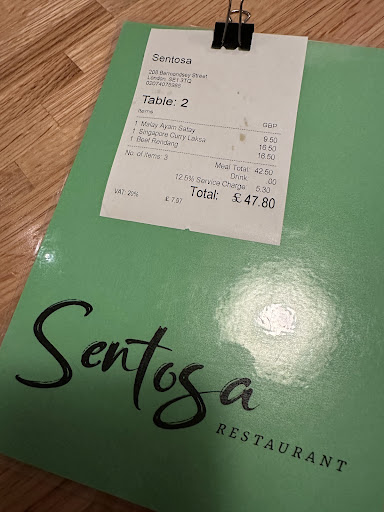 Sentosa
228 Bermondsey Street
London, SE1 3TQ
02074076985
Table: 2
Items GBP
1 Malay Ayam Satay 9.50
1 Singapore Curry Laksa 16.50
1 Beef Rendang 16.50
No. of Items: 3 Meal Total: 42.50
Drink: .00
12.5% Service Charge: 5.30
Total: £ 47.80
VAT: 20% £ 7.97
Sentosa
RESTAURANT